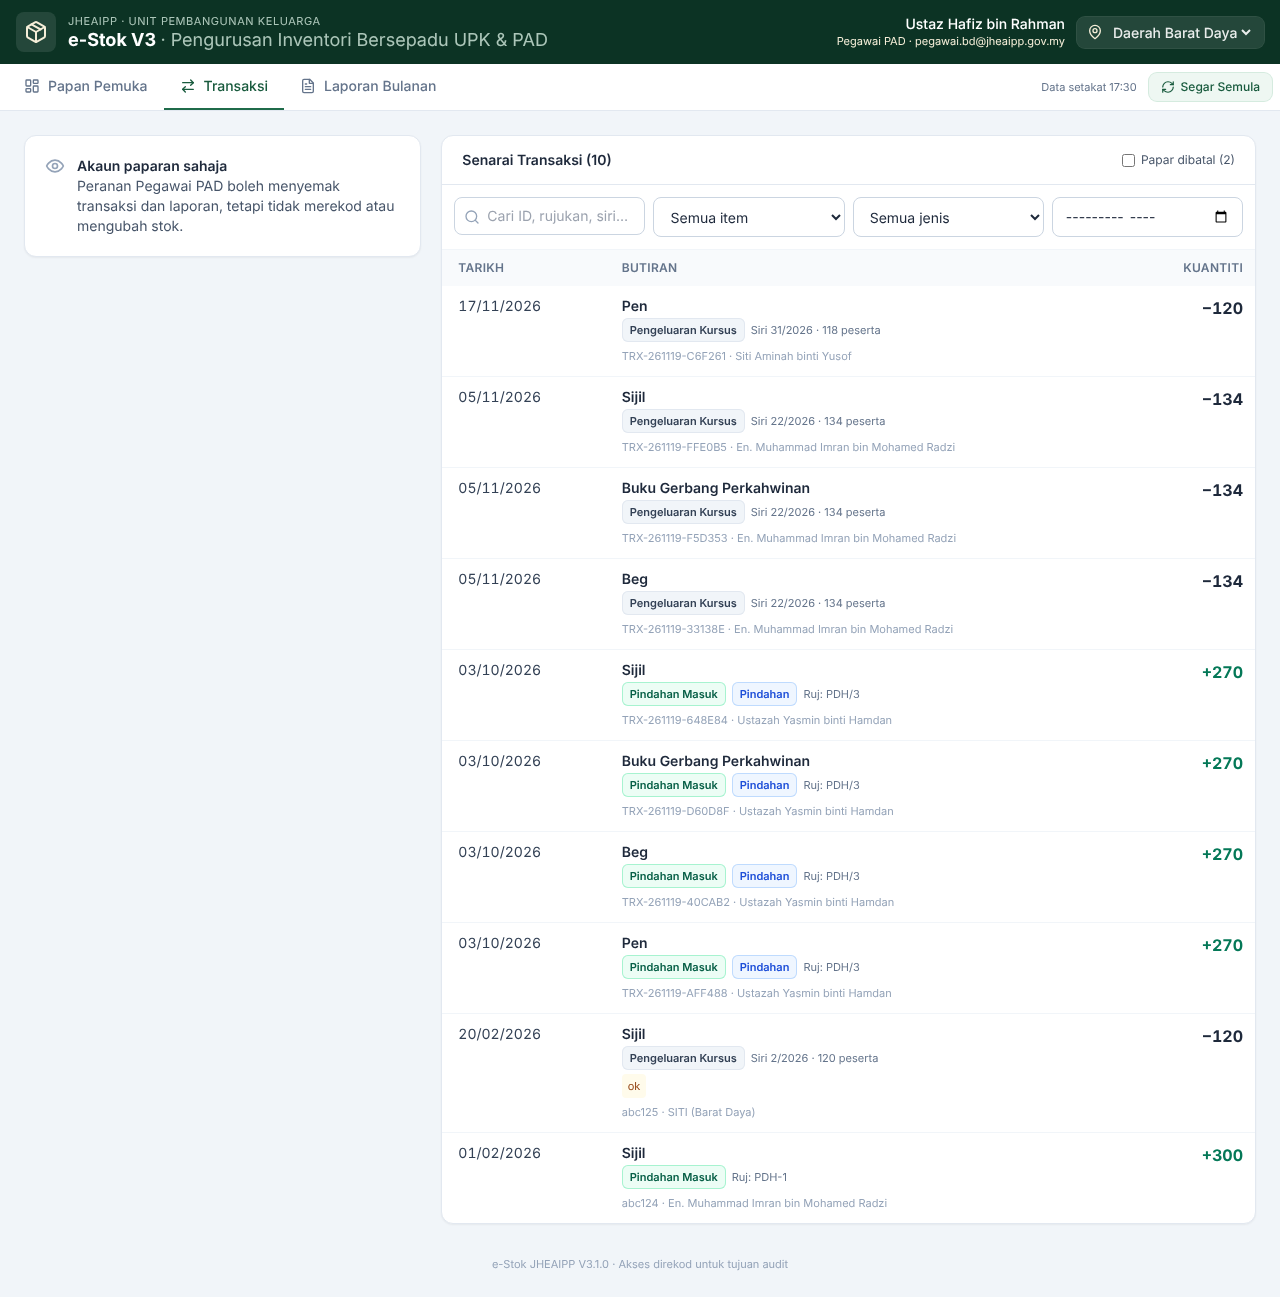 JHEAIPP · UNIT PEMBANGUNAN KELUARGA
e-Stok V3 · Pengurusan Inventori Bersepadu UPK & PAD
Ustaz Hafiz bin Rahman
Pegawai PAD · pegawai.bd@jheaipp.gov.my
Daerah Barat Daya
Papan Pemuka
Transaksi
Laporan Bulanan
Data setakat 17:30
Segar Semula
Akaun paparan sahaja
Peranan Pegawai PAD boleh menyemak
transaksi dan laporan, tetapi tidak merekod atau
mengubah stok.
Senarai Transaksi (10)
Papar dibatal (2)
Cari ID, rujukan, siri...
Semua item
Semua jenis
--------- ----
TARIKH BUTIRAN KUANTITI
17/11/2026 Pen −120
Pengeluaran Kursus Siri 31/2026 · 118 peserta
TRX-261119-C6F261 · Siti Aminah binti Yusof
05/11/2026 Sijil −134
Pengeluaran Kursus Siri 22/2026 · 134 peserta
TRX-261119-FFE0B5 · En. Muhammad Imran bin Mohamed Radzi
05/11/2026 Buku Gerbang Perkahwinan −134
Pengeluaran Kursus Siri 22/2026 · 134 peserta
TRX-261119-F5D353 · En. Muhammad Imran bin Mohamed Radzi
05/11/2026 Beg −134
Pengeluaran Kursus Siri 22/2026 · 134 peserta
TRX-261119-33138E · En. Muhammad Imran bin Mohamed Radzi
03/10/2026 Sijil +270
Pindahan Masuk Pindahan Ruj: PDH/3
TRX-261119-648E84 · Ustazah Yasmin binti Hamdan
03/10/2026 Buku Gerbang Perkahwinan +270
Pindahan Masuk Pindahan Ruj: PDH/3
TRX-261119-D60D8F · Ustazah Yasmin binti Hamdan
03/10/2026 Beg +270
Pindahan Masuk Pindahan Ruj: PDH/3
TRX-261119-40CAB2 · Ustazah Yasmin binti Hamdan
03/10/2026 Pen +270
Pindahan Masuk Pindahan Ruj: PDH/3
TRX-261119-AFF488 · Ustazah Yasmin binti Hamdan
20/02/2026 Sijil −120
Pengeluaran Kursus Siri 2/2026 · 120 peserta
ok
abc125 · SITI (Barat Daya)
01/02/2026 Sijil +300
Pindahan Masuk Ruj: PDH-1
abc124 · En. Muhammad Imran bin Mohamed Radzi
e-Stok JHEAIPP V3.1.0 · Akses direkod untuk tujuan audit